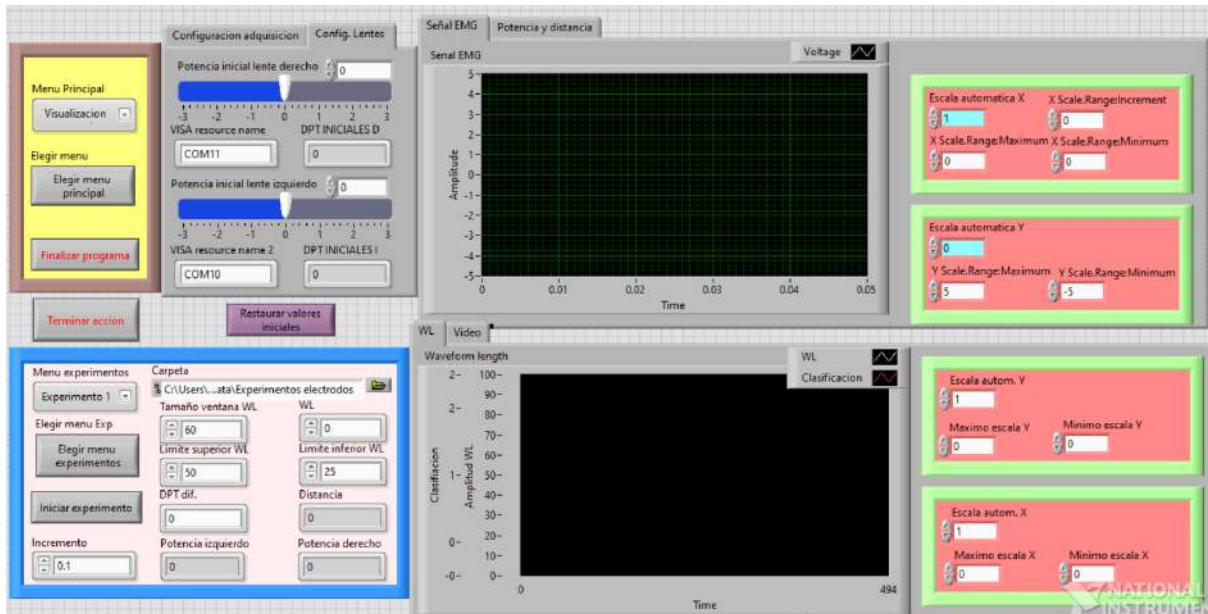 Menu Principal
Visualizacion
Elegir menu
Elegir menu
principal
Finalizar programa
Terminar accion
Configuracion adquisicion
Config. Lentes
Potencia inicial lente derecho
0
-3 -2 -1 0 1 2 3
VISA resource name
DPT INICIALES D
COM11
0
Potencia inicial lente izquierdo
0
-3 -2 -1 0 1 2 3
VISA resource name 2
DPT INICIALES I
COM10
0
Restaurar valores
iniciales
Señal EMG
Potencia y distancia
Senal EMG
Voltage
Amplitude
5
4
3
2
1
0
-1
-2
-3
-4
-5
0 0.01 0.02 0.03 0.04 0.05
Time
Escala automatica X
X Scale.Range:Increment
1
0
X Scale.Range:Maximum
X Scale.Range:Minimum
0
0
Escala automatica Y
0
Y Scale.Range:Maximum
Y Scale.Range:Minimum
5
-5
Menu experimentos
Experimento 1
Elegir menu Exp
Elegir menu
experimentos
Iniciar experimento
Incremento
0.1
Carpeta
C:\Users\...ata\Experimentos electrodos
Tamaño ventana WL
WL
60
0
Limite superior WL
Limite inferior WL
50
25
DPT dif.
Distancia
0
0
Potencia izquierdo
Potencia derecho
0
0
WL
Video
Waveform length
WL
Clasificacion
Clasifiacion
2
2
1
0
-0
Amplitud WL
100
90
80
70
60
50
40
30
20
10
0
0 494
Time
Escala autom. Y
1
Maximo escala Y
Minimo escala Y
0
0
Escala autom. X
1
Maximo escala X
Minimo escala X
0
0
NATIONAL
INSTRUMEN